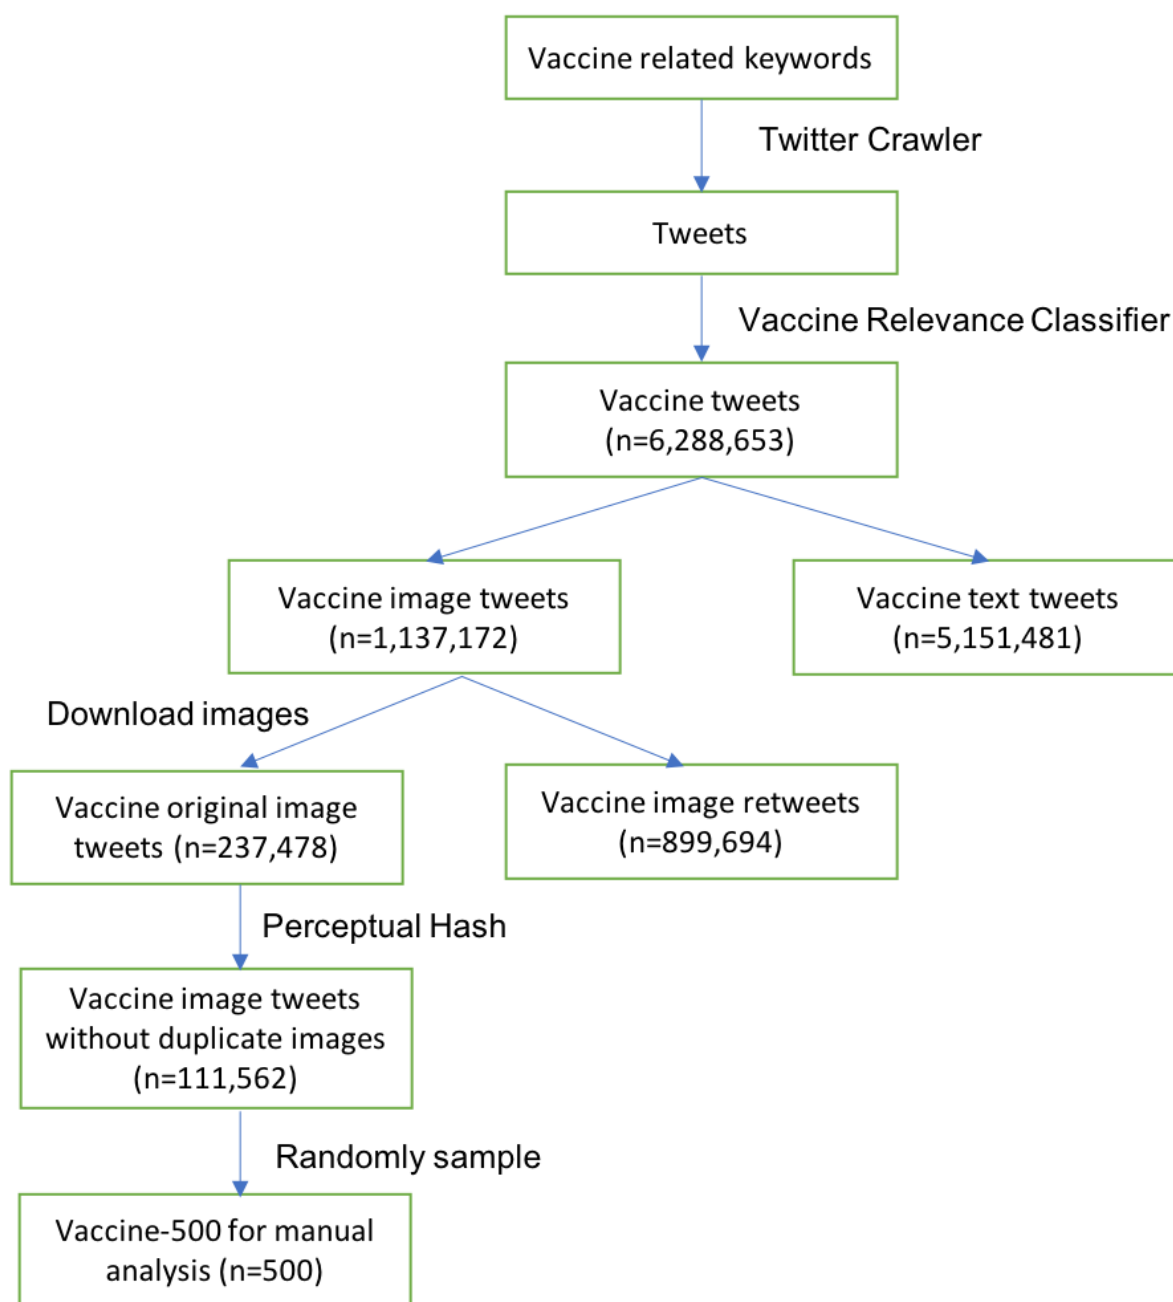 Vaccine related keywords
Twitter Crawler
Tweets
Vaccine Relevance Classifier
Vaccine tweets
(n=6,288,653)
Vaccine image tweets
(n=1,137,172)
Vaccine text tweets
(n=5,151,481)
Download images
Vaccine original image
tweets (n=237,478)
Vaccine image retweets
(n=899,694)
Perceptual Hash
Vaccine image tweets
without duplicate images
(n=111,562)
Randomly sample
Vaccine-500 for manual
analysis (n=500)